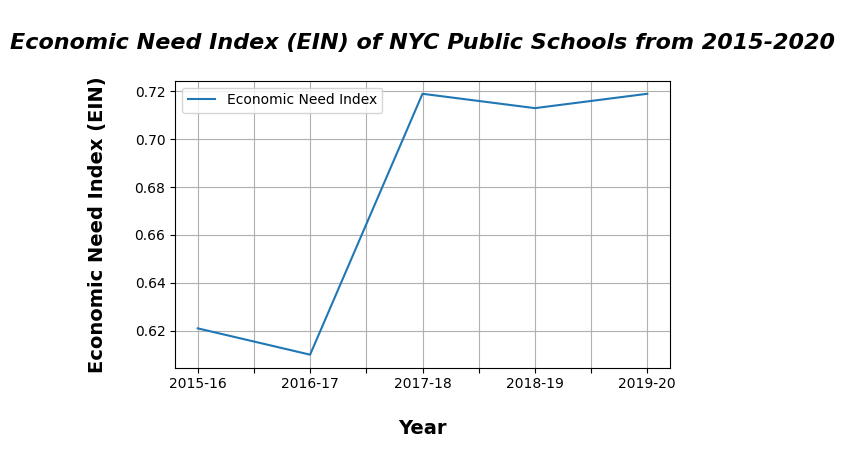 Economic Need Index (EIN) of NYC Public Schools from 2015-2020
Economic Need Index (EIN)
Economic Need Index
0.72
0.70
0.68
0.66
0.64
0.62
2015-16 2016-17 2017-18 2018-19 2019-20
Year